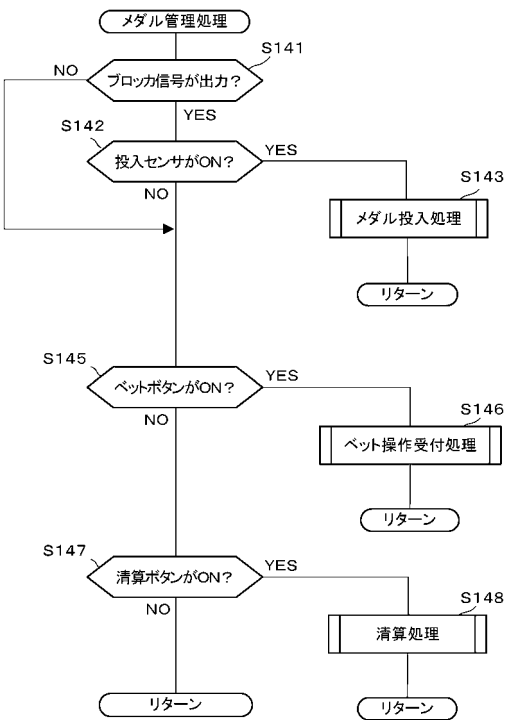 メダル管理処理
S141
NO
ブロッカ信号が出力?
YES
S142
投入センサがON?
YES
NO
S143
メダル投入処理
リターン
S145
ベットボタンがON?
YES
NO
S146
ベット操作受付処理
リターン
S147
清算ボタンがON?
YES
NO
S148
清算処理
リターン
リターン